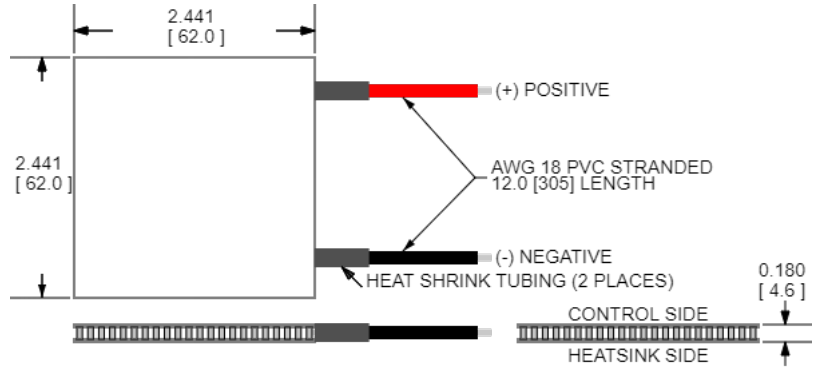 2.441
[ 62.0 ]
(+) POSITIVE
2.441
[ 62.0 ]
AWG 18 PVC STRANDED
12.0 [305] LENGTH
(-) NEGATIVE
HEAT SHRINK TUBING (2 PLACES)
0.180
[ 4.6 ]
CONTROL SIDE
HEATSINK SIDE